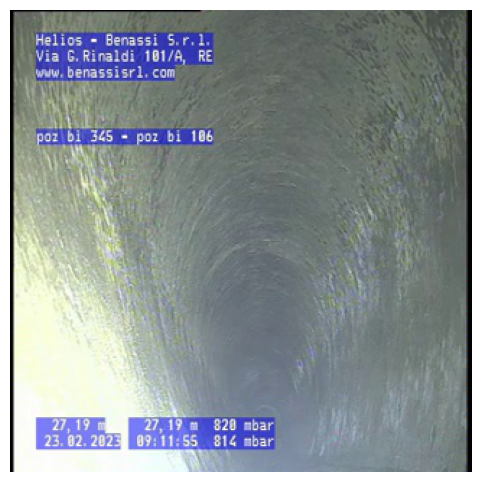 Helios - Benassi S.r.l.
Via G.Rinaldi 101/A, RE
www.benassisrl.com
poz bi 345 - poz bi 106
27,19 m 27,19 m 820 mbar
23.02.2023 09:11:55 814 mbar